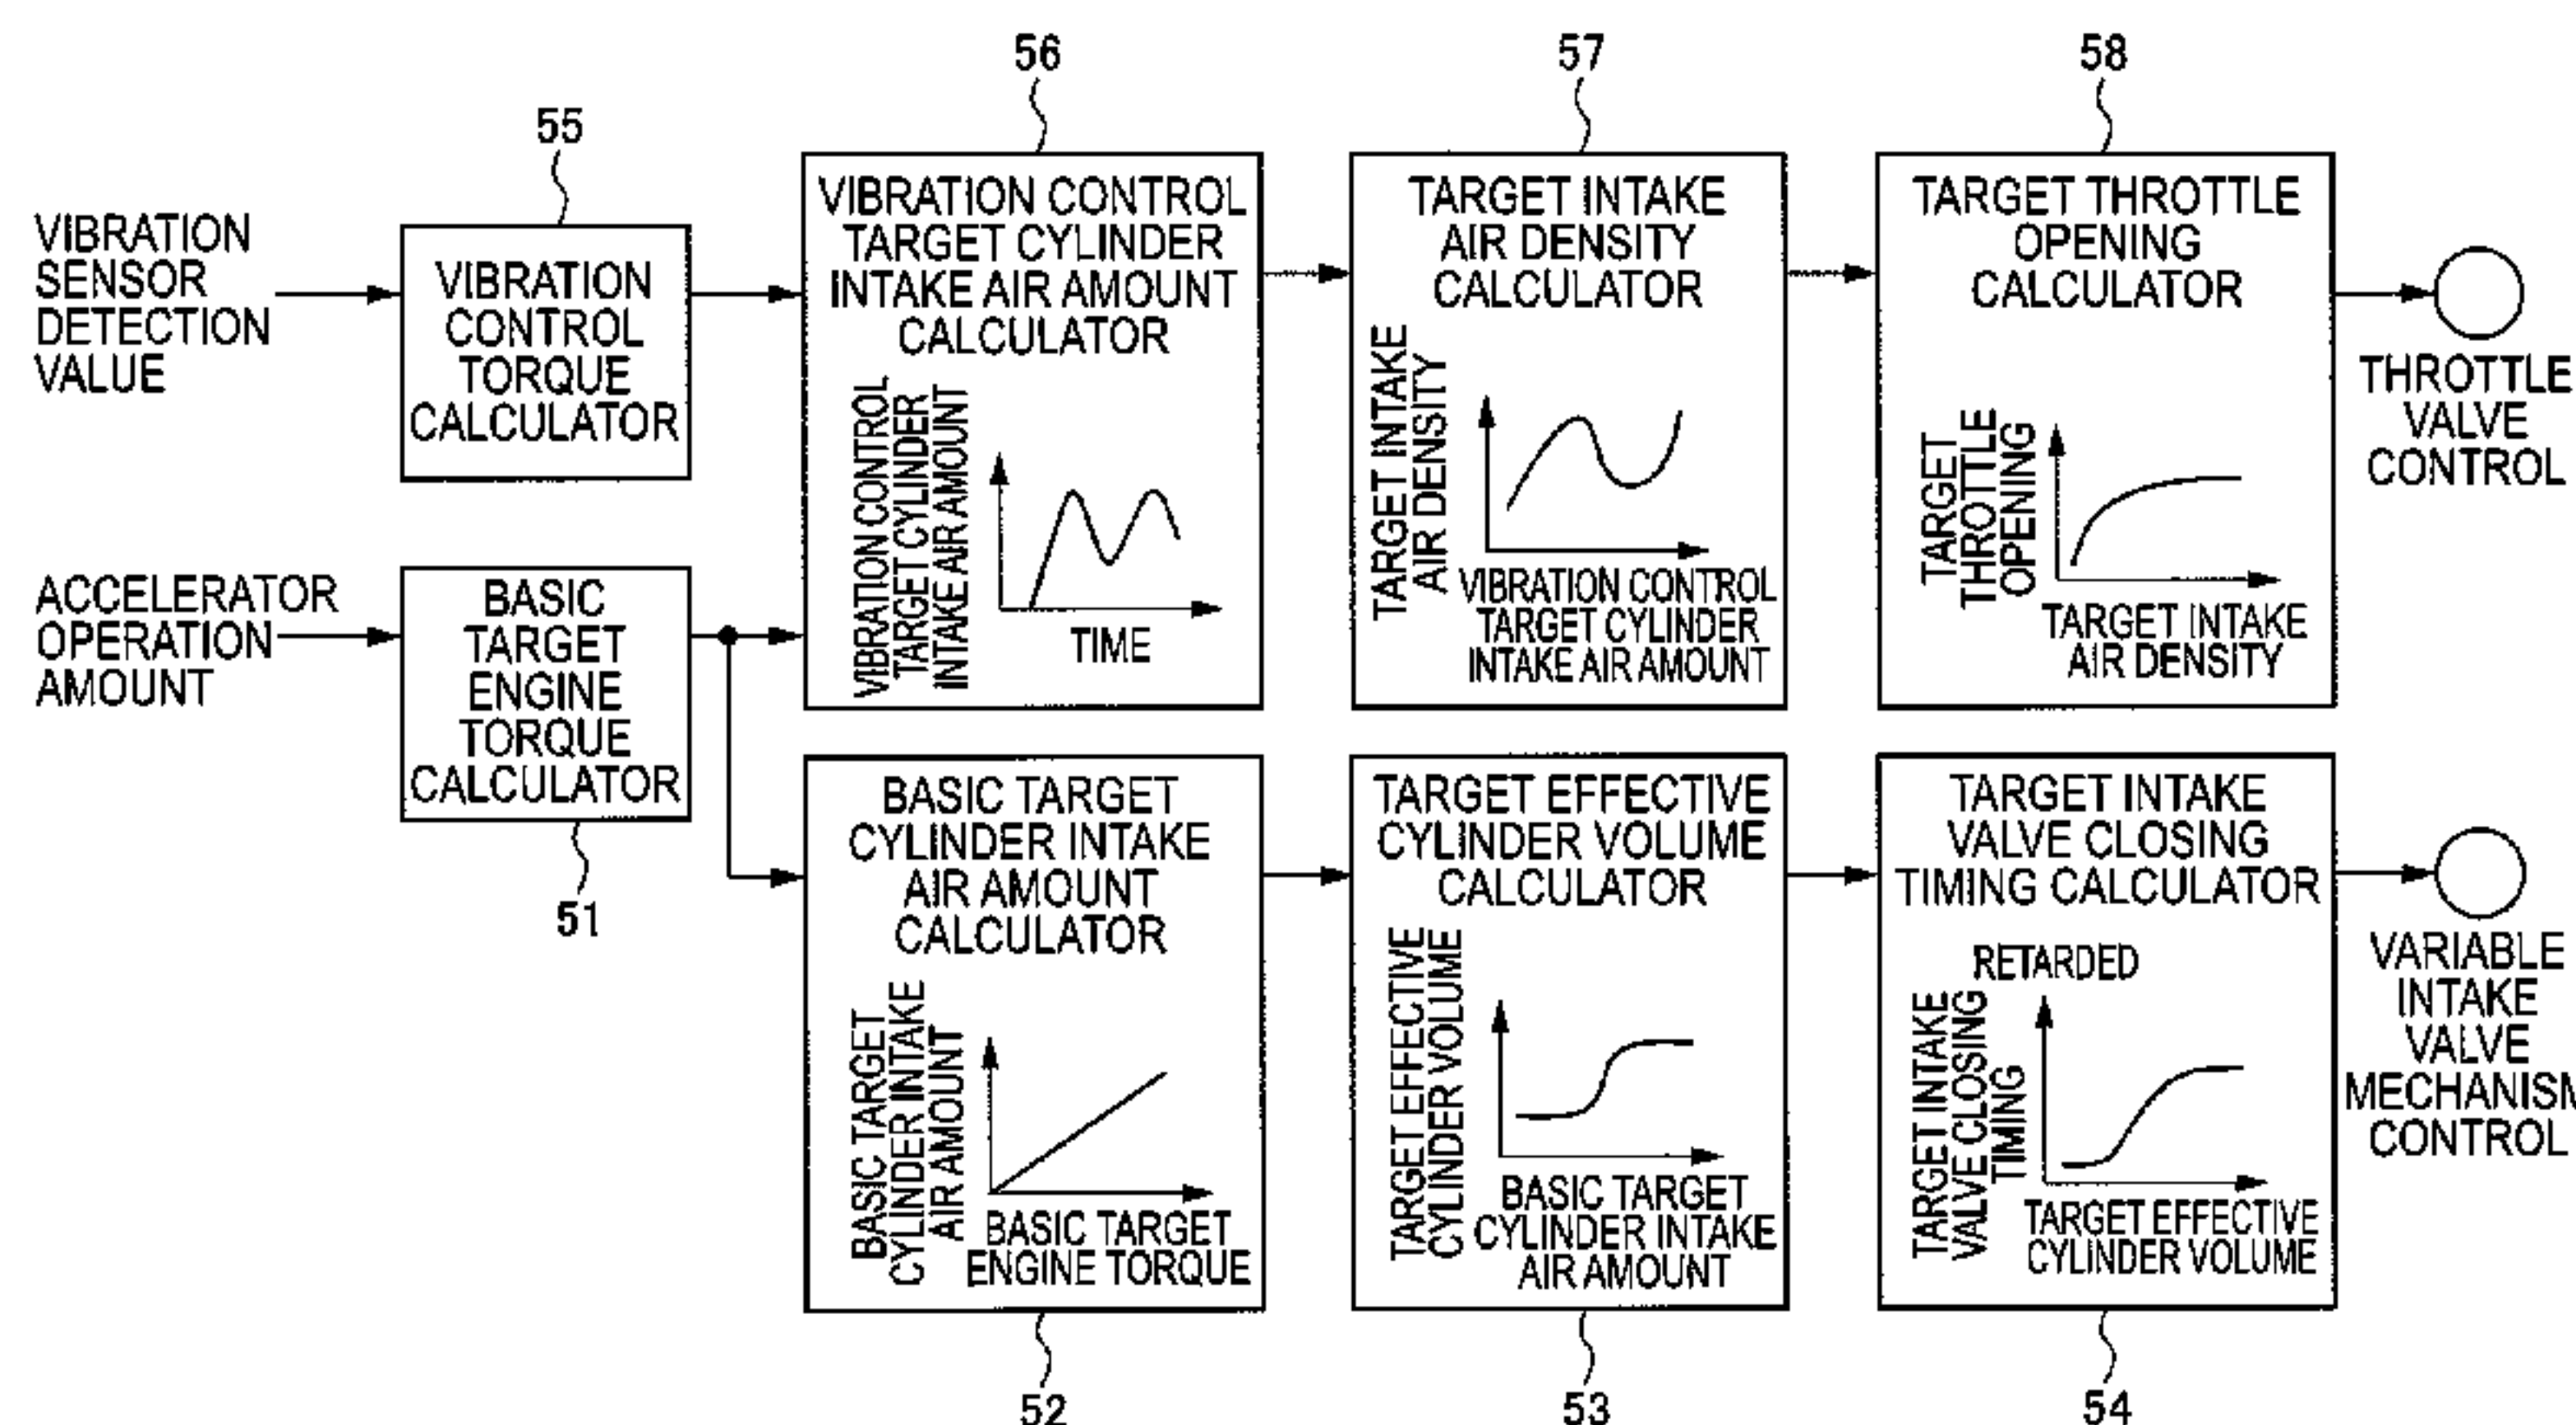 56
57
58
55
VIBRATION
SENSOR
DETECTION
VALUE
VIBRATION
CONTROL
TORQUE
CALCULATOR
VIBRATION CONTROL
TARGET CYLINDER
INTAKE AIR AMOUNT
CALCULATOR
VIBRATION CONTROL
TARGET CYLINDER
INTAKE AIR AMOUNT
TIME
TARGET INTAKE
AIR DENSITY
CALCULATOR
TARGET INTAKE
AIR DENSITY
VIBRATION CONTROL
TARGET CYLINDER
INTAKE AIR AMOUNT
TARGET THROTTLE
OPENING
CALCULATOR
TARGET
THROTTLE
OPENING
TARGET INTAKE
AIR DENSITY
THROTTLE
VALVE
CONTROL
ACCELERATOR
OPERATION
AMOUNT
BASIC
TARGET
ENGINE
TORQUE
CALCULATOR
51
BASIC TARGET
CYLINDER INTAKE
AIR AMOUNT
CALCULATOR
BASIC TARGET
CYLINDER INTAKE
AIR AMOUNT
BASIC TARGET
ENGINE TORQUE
TARGET EFFECTIVE
CYLINDER VOLUME
CALCULATOR
TARGET EFFECTIVE
CYLINDER VOLUME
BASIC TARGET
CYLINDER INTAKE
AIR AMOUNT
TARGET INTAKE
VALVE CLOSING
TIMING CALCULATOR
RETARDED
TARGET INTAKE
VALVE CLOSING
TIMING
TARGET EFFECTIVE
CYLINDER VOLUME
VARIABLE
INTAKE
VALVE
MECHANISM
CONTROL
52
53
54